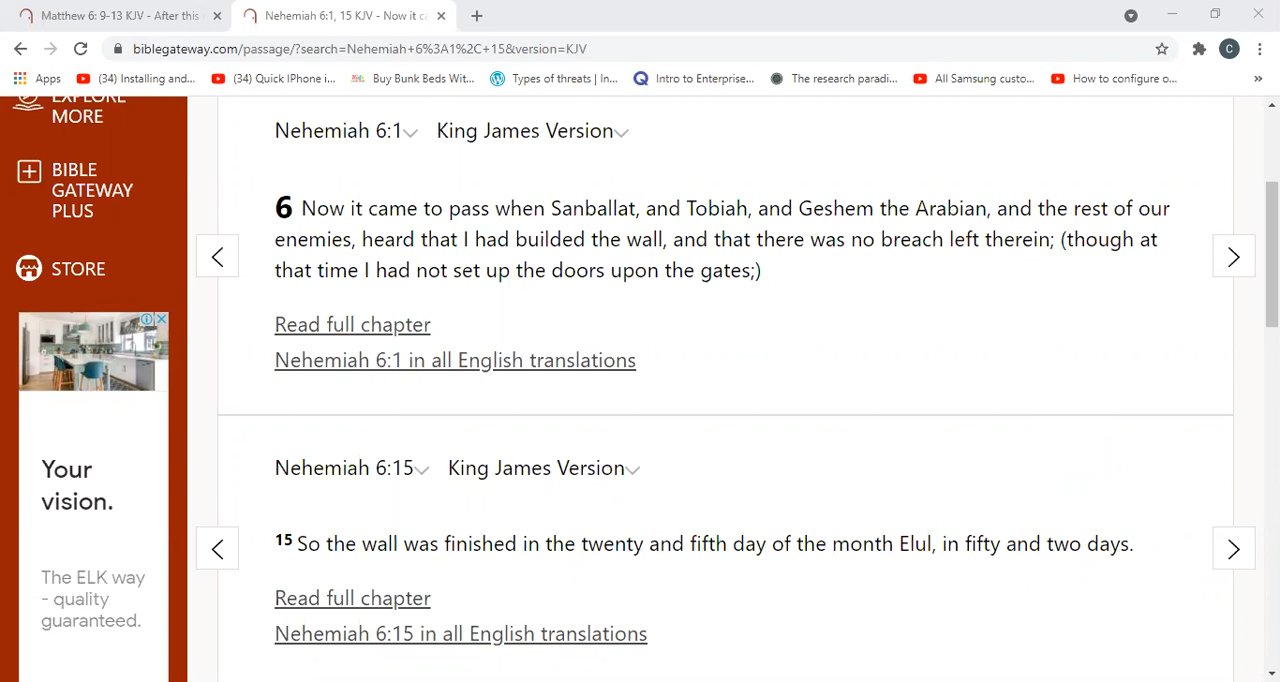 Matthew 6: 9-13 KJV - After this
Nehemiah 6:1, 15 KJV - Now it ca
biblegateway.com/passage/?search=Nehemiah+6%3A1%2C+15&version=KJV
C
Apps
(34) Installing and...
(34) Quick IPhone i...
Buy Bunk Beds Wit...
Types of threats | In...
Intro to Enterprise...
The research paradi...
All Samsung custo...
How to configure o...
»
EXPLORE
MORE
BIBLE
GATEWAY
PLUS
STORE
Your
vision.
The ELK way
- quality
guaranteed.
Nehemiah 6:1 King James Version
6 Now it came to pass when Sanballat, and Tobiah, and Geshem the Arabian, and the rest of our
enemies, heard that I had builded the wall, and that there was no breach left therein; (though at
that time I had not set up the doors upon the gates;)
Read full chapter
Nehemiah 6:1 in all English translations
Nehemiah 6:15 King James Version
15 So the wall was finished in the twenty and fifth day of the month Elul, in fifty and two days.
Read full chapter
Nehemiah 6:15 in all English translations